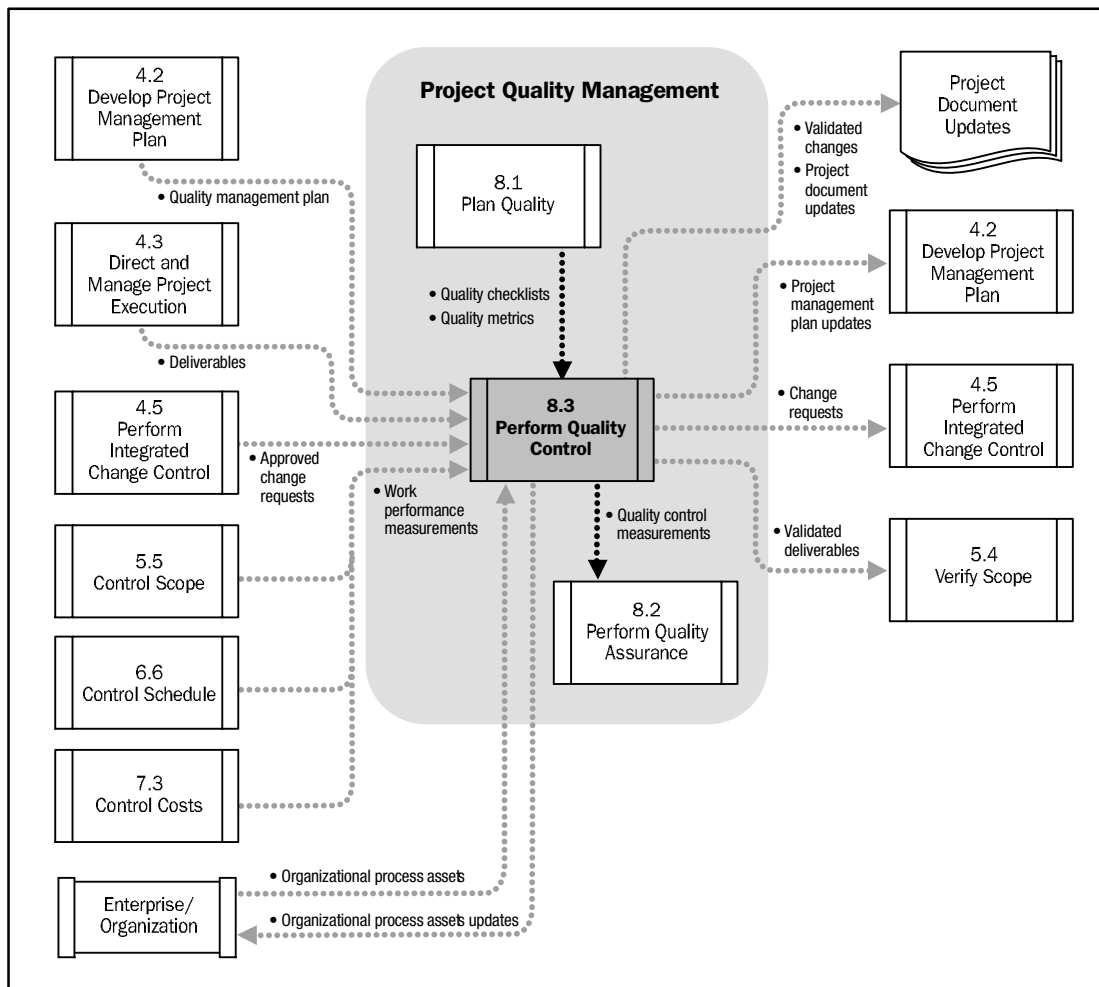 4.2
Develop Project
Management
Plan
• Quality management plan
4.3
Direct and
Manage Project
Execution
• Deliverables
4.5
Perform
Integrated
Change Control
• Approved
change
requests
5.5
Control Scope
6.6
Control Schedule
7.3
Control Costs
Enterprise/
Organization
• Organizational process assets
• Organizational process assets updates
Project Quality Management
8.1
Plan Quality
• Quality checklists
• Quality metrics
8.3
Perform Quality
Control
• Work
performance
measurements
• Quality control
measurements
8.2
Perform Quality
Assurance
• Validated
changes
• Project
document
updates
Project
Document
Updates
• Project
management
plan updates
4.2
Develop Project
Management
Plan
• Change
requests
4.5
Perform
Integrated
Change Control
• Validated
deliverables
5.4
Verify Scope